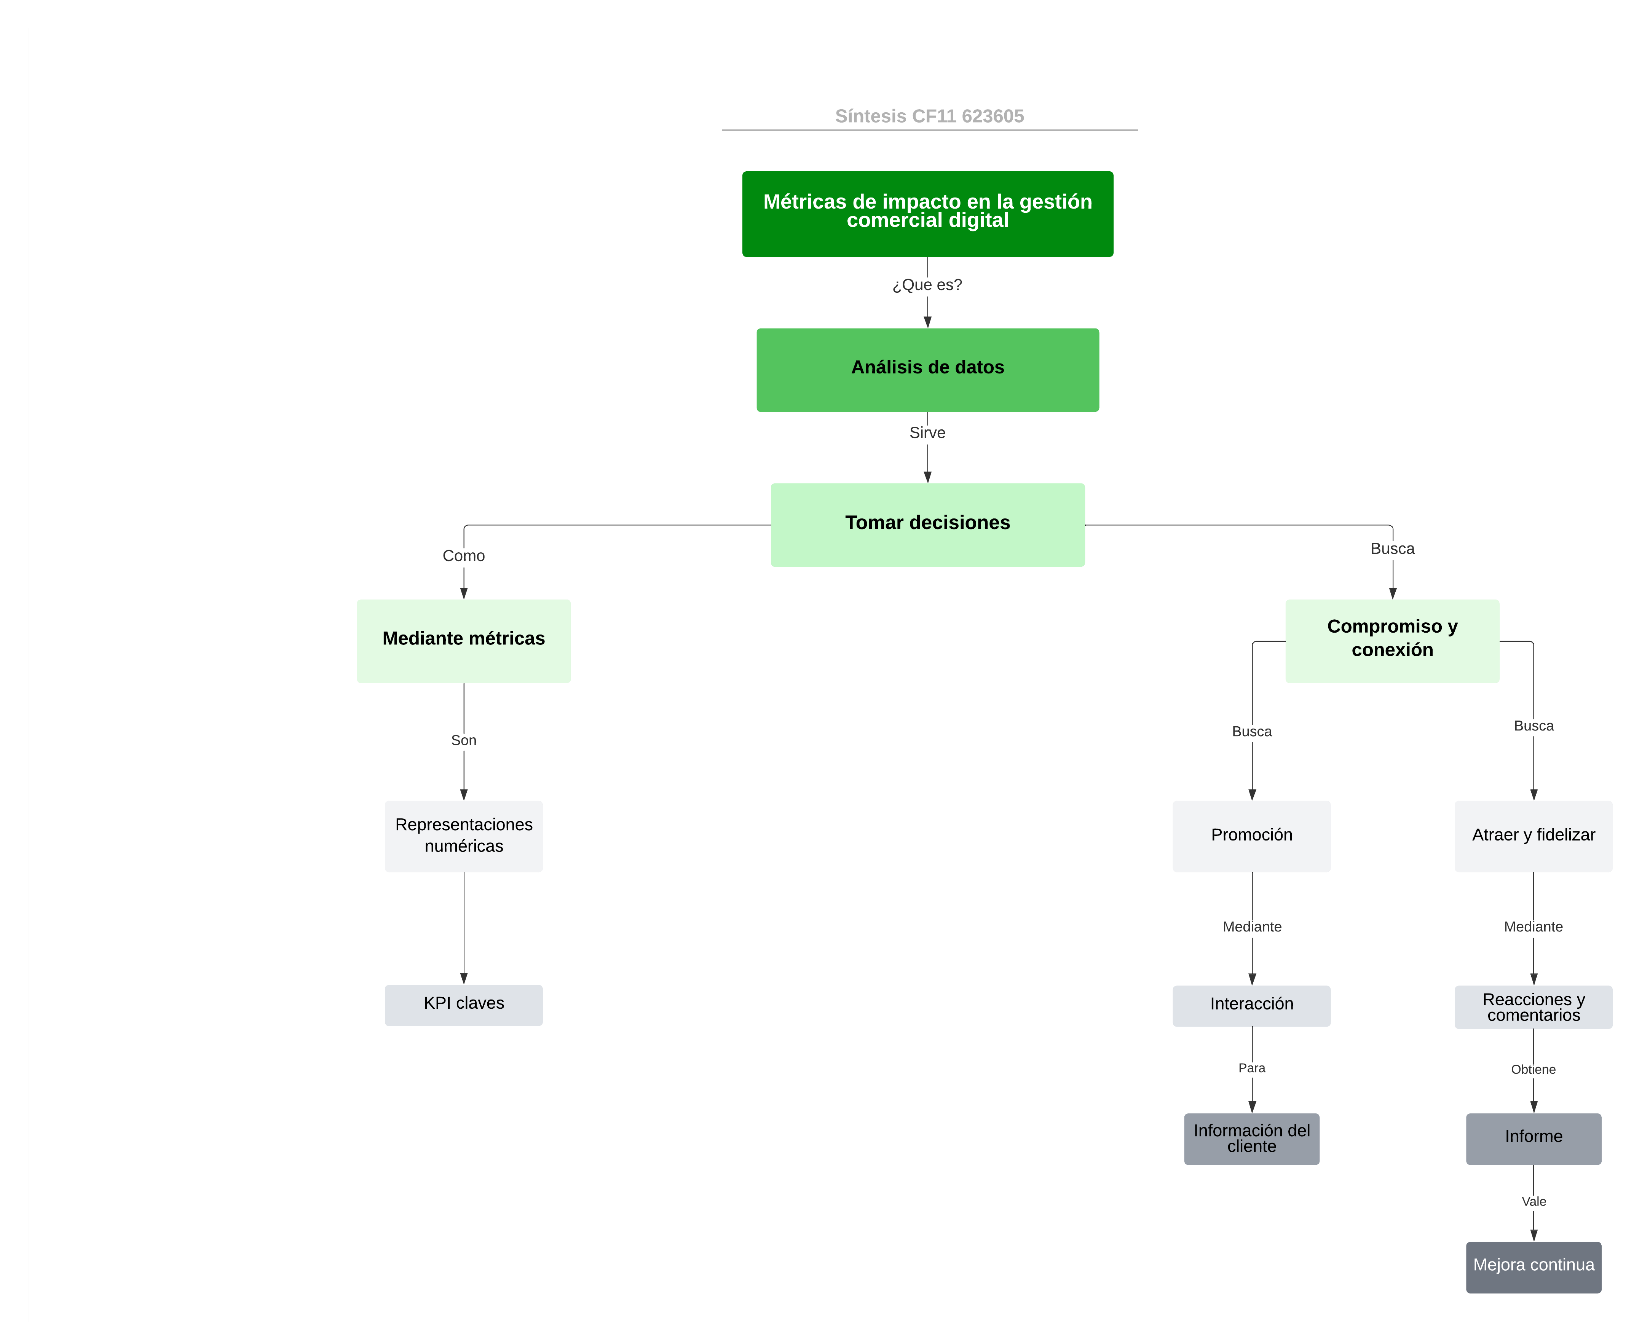 Síntesis CF11 623605
Métricas de impacto en la gestión
comercial digital
¿Que es?
Análisis de datos
Sirve
Tomar decisiones
Como
Busca
Mediante métricas
Compromiso y
conexión
Son
Busca
Busca
Representaciones
numéricas
Promoción
Atraer y fidelizar
Mediante
Mediante
KPI claves
Interacción
Reacciones y
comentarios
Para
Obtiene
Información del
cliente
Informe
Vale
Mejora continua